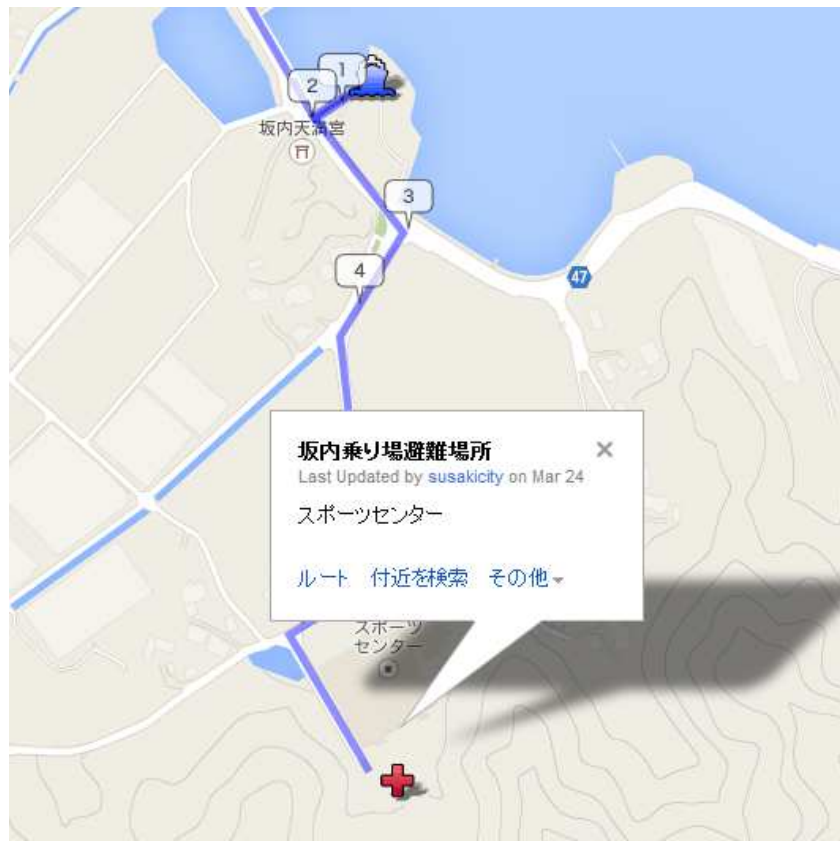 1
2
坂内天満宮
3
4
47
坂内乗り場避難場所
Last Updated by susakicity on Mar 24
スポーツセンター
ルート 付近を検索 その他
スポーツ
センター